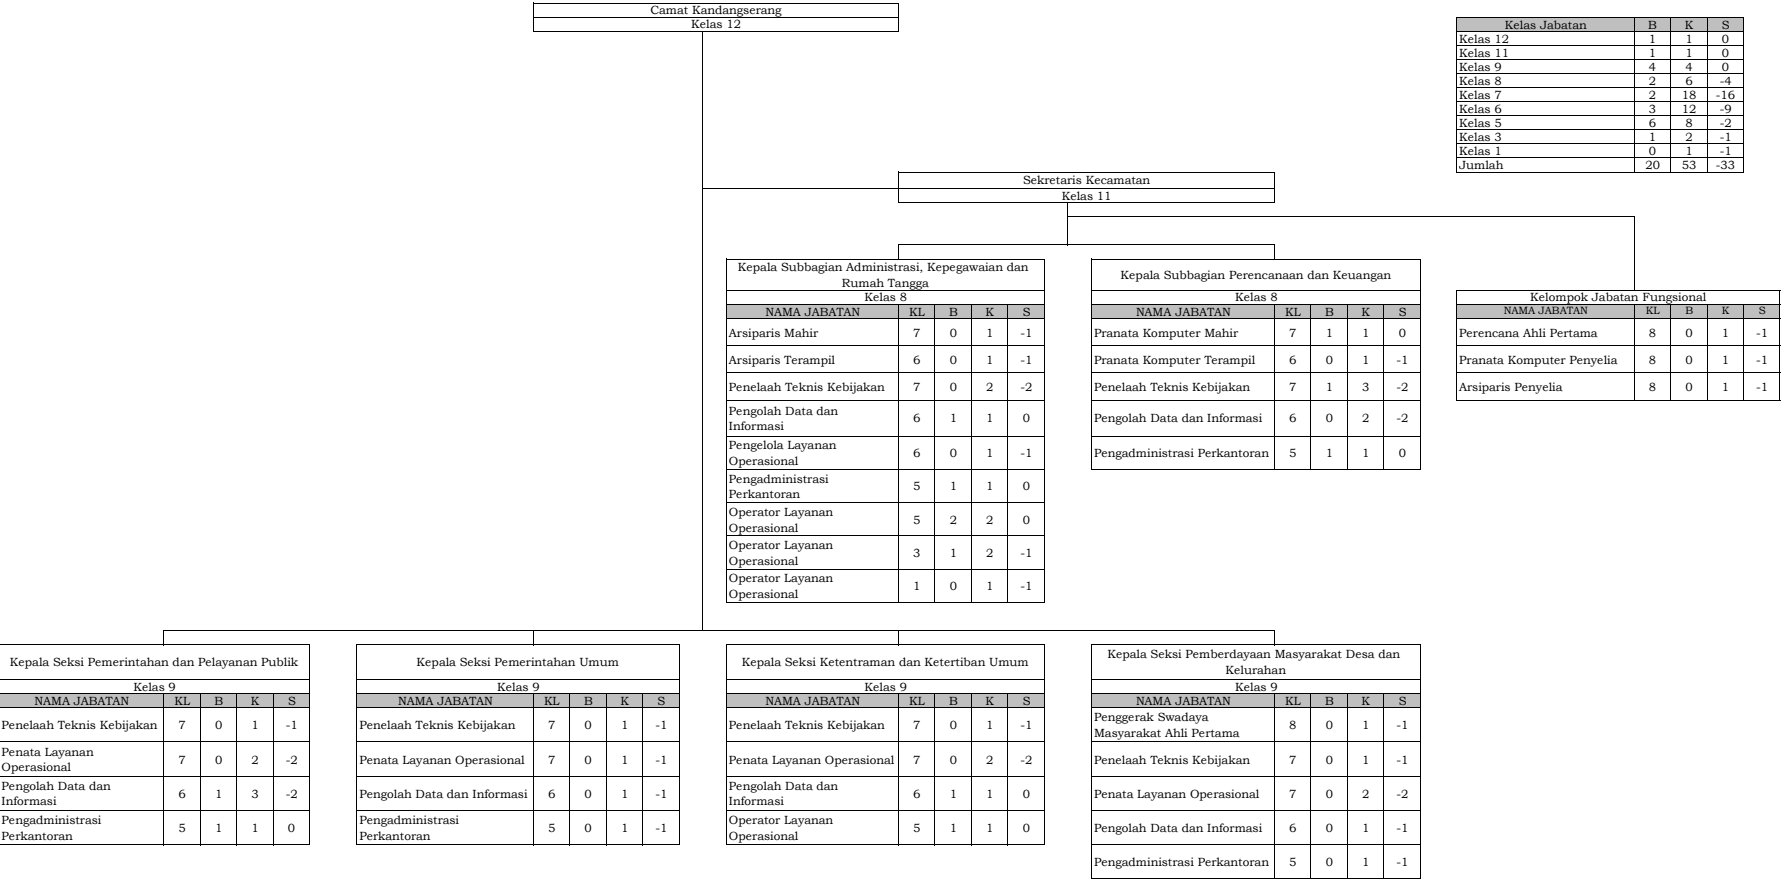 Camat Kandangserang
Kelas 12
Kelas Jabatan B K S
Kelas 12 1 1 0
Kelas 11 1 1 0
Kelas 9 4 4 0
Kelas 8 2 6 -4
Kelas 7 2 18 -16
Kelas 6 3 12 -9
Kelas 5 6 8 -2
Kelas 3 1 2 -1
Kelas 1 0 1 -1
Jumlah 20 53 -33
Sekretaris Kecamatan
Kelas 11
Kepala Subbagian Administrasi, Kepegawaian dan
Rumah Tangga
Kelas 8
NAMA JABATAN KL B K S
Arsiparis Mahir 7 0 1 -1
Arsiparis Terampil 6 0 1 -1
Penelaah Teknis Kebijakan 7 0 2 -2
Pengolah Data dan
Informasi 6 1 1 0
Pengelola Layanan
Operasional 6 0 1 -1
Pengadministrasi
Perkantoran 5 1 1 0
Operator Layanan
Operasional 5 2 2 0
Operator Layanan
Operasional 3 1 2 -1
Operator Layanan
Operasional 1 0 1 -1
Kepala Subbagian Perencanaan dan Keuangan
Kelas 8
NAMA JABATAN KL B K S
Pranata Komputer Mahir 7 1 1 0
Pranata Komputer Terampil 6 0 1 -1
Penelaah Teknis Kebijakan 7 1 3 -2
Pengolah Data dan Informasi 6 0 2 -2
Pengadministrasi Perkantoran 5 1 1 0
Kelompok Jabatan Fungsional
NAMA JABATAN KL B K S
Perencana Ahli Pertama 8 0 1 -1
Pranata Komputer Penyelia 8 0 1 -1
Arsiparis Penyelia 8 0 1 -1
Kepala Seksi Pemerintahan dan Pelayanan Publik
Kelas 9
NAMA JABATAN KL B K S
Penelaah Teknis Kebijakan 7 0 1 -1
Penata Layanan
Operasional 7 0 2 -2
Pengolah Data dan
Informasi 6 1 3 -2
Pengadministrasi
Perkantoran 5 1 1 0
Kepala Seksi Pemerintahan Umum
Kelas 9
NAMA JABATAN KL B K S
Penelaah Teknis Kebijakan 7 0 1 -1
Penata Layanan Operasional 7 0 1 -1
Pengolah Data dan Informasi 6 0 1 -1
Pengadministrasi
Perkantoran 5 0 1 -1
Kepala Seksi Ketentraman dan Ketertiban Umum
Kelas 9
NAMA JABATAN KL B K S
Penelaah Teknis Kebijakan 7 0 1 -1
Penata Layanan Operasional 7 0 2 -2
Pengolah Data dan
Informasi 6 1 1 0
Operator Layanan
Operasional 5 1 1 0
Kepala Seksi Pemberdayaan Masyarakat Desa dan
Kelurahan
Kelas 9
NAMA JABATAN KL B K S
Penggerak Swadaya
Masyarakat Ahli Pertama 8 0 1 -1
Penelaah Teknis Kebijakan 7 0 1 -1
Penata Layanan Operasional 7 0 2 -2
Pengolah Data dan Informasi 6 0 1 -1
Pengadministrasi Perkantoran 5 0 1 -1